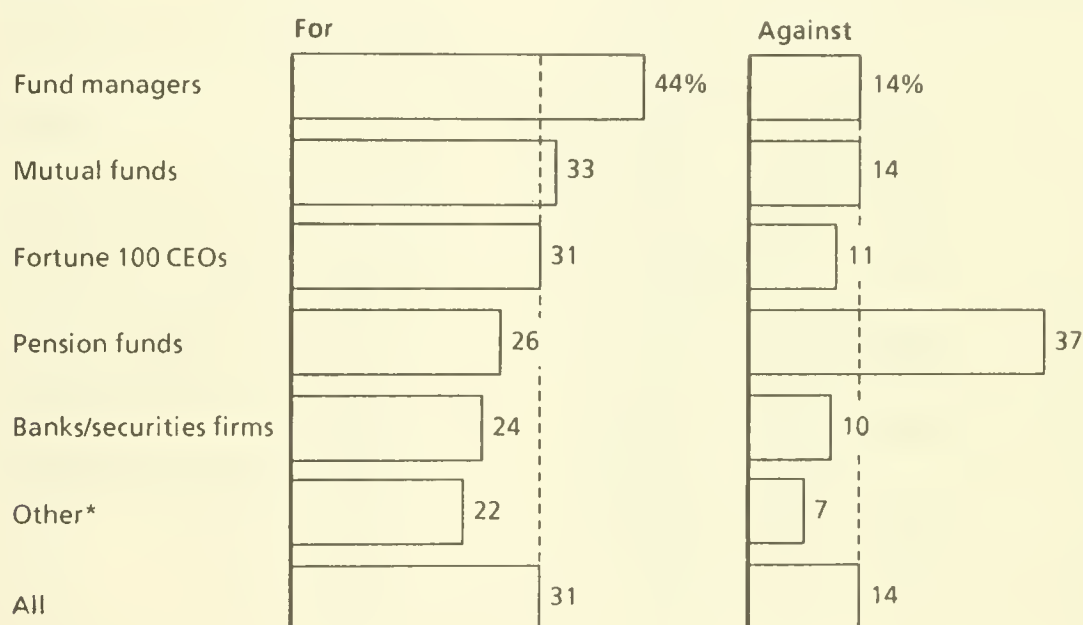 For Against
Fund managers 44% 14%
Mutual funds 33 14
Fortune 100 CEOs 31 11
Pension funds 26 37
Banks/securities firms 24 10
Other* 22 7
All 31 14